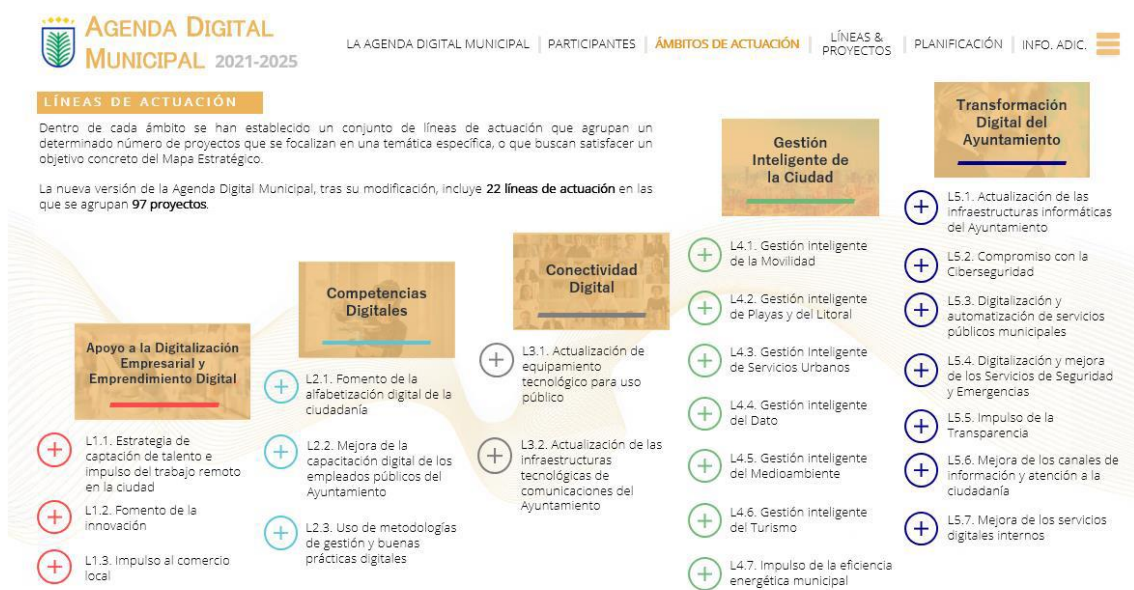 AGENDA DIGITAL
MUNICIPAL 2021-2025
LA AGENDA DIGITAL MUNICIPAL
PARTICIPANTES
ÁMBITOS DE ACTUACIÓN
LÍNEAS &
PROYECTOS
PLANIFICACIÓN
INFO. ADIC.
LÍNEAS DE ACTUACIÓN
Dentro de cada ámbito se han establecido un conjunto de líneas de actuación que agrupan un
determinado número de proyectos que se focalizan en una temática específica, o que buscan satisfacer un
objetivo concreto del Mapa Estratégico.
La nueva versión de la Agenda Digital Municipal, tras su modificación, incluye 22 líneas de actuación en las
que se agrupan 97 proyectos.
Apoyo a la Digitalización
Empresarial y
Emprendimiento Digital
L1.1. Estrategia de
captación de talento e
impulso del trabajo remoto
en la ciudad
L1.2. Fomento de la
innovación
L1.3. Impulso al comercio
local
Competencias
Digitales
L2.1. Fomento de la
alfabetización digital de la
ciudadanía
L2.2. Mejora de la
capacitación digital de los
empleados públicos del
Ayuntamiento
L2.3. Uso de metodologías
de gestión y buenas
prácticas digitales
Conectividad
Digital
L3.1. Actualización de
equipamiento
tecnológico para uso
público
L3.2. Actualización de las
infraestructuras
tecnológicas de
comunicaciones del
Ayuntamiento
Gestión
Inteligente de
la Ciudad
L4.1. Gestión inteligente
de la Movilidad
L4.2. Gestión inteligente
de Playas y del Litoral
L4.3. Gestión Inteligente
de Servicios Urbanos
L4.4. Gestión inteligente
del Dato
L4.5. Gestión inteligente
del Medioambiente
L4.6. Gestión inteligente
del Turismo
L4.7. Impulso de la eficiencia
energética municipal
Transformación
Digital del
Ayuntamiento
L5.1. Actualización de las
infraestructuras informáticas
del Ayuntamiento
L5.2. Compromiso con la
Ciberseguridad
L5.3. Digitalización y
automatización de servicios
públicos municipales
L5.4. Digitalización y mejora
de los Servicios de Seguridad
y Emergencias
L5.5. Impulso de la
Transparencia
L5.6. Mejora de los canales de
información y atención a la
ciudadanía
L5.7. Mejora de los servicios
digitales internos